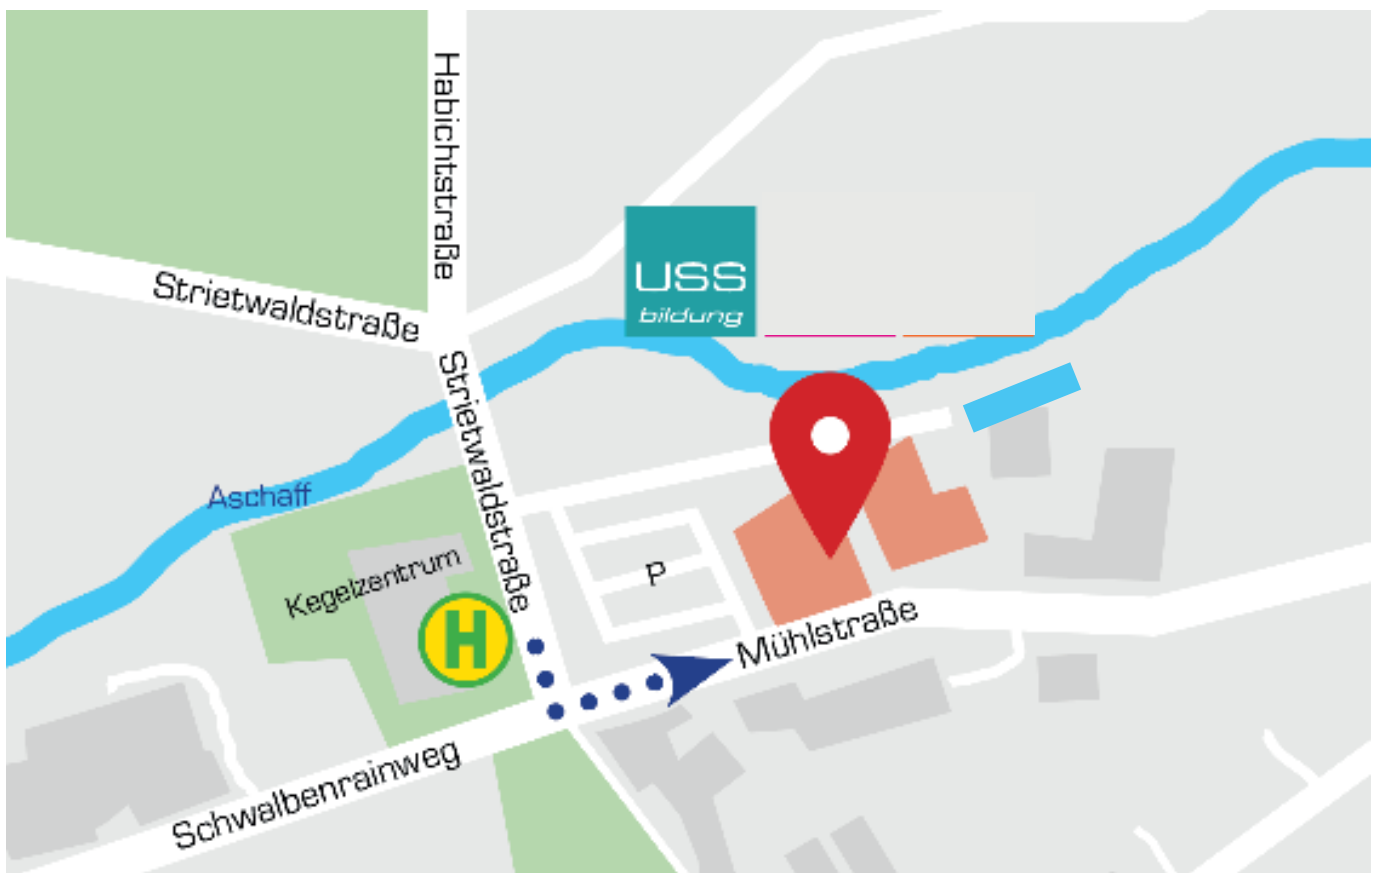 Habichtstraße
USS
bildung
Strietwaldstraße
Strietwaldstraße
Aschaff
Kegelzentrum
P
H
Mühlstraße
Schwalbenrainweg